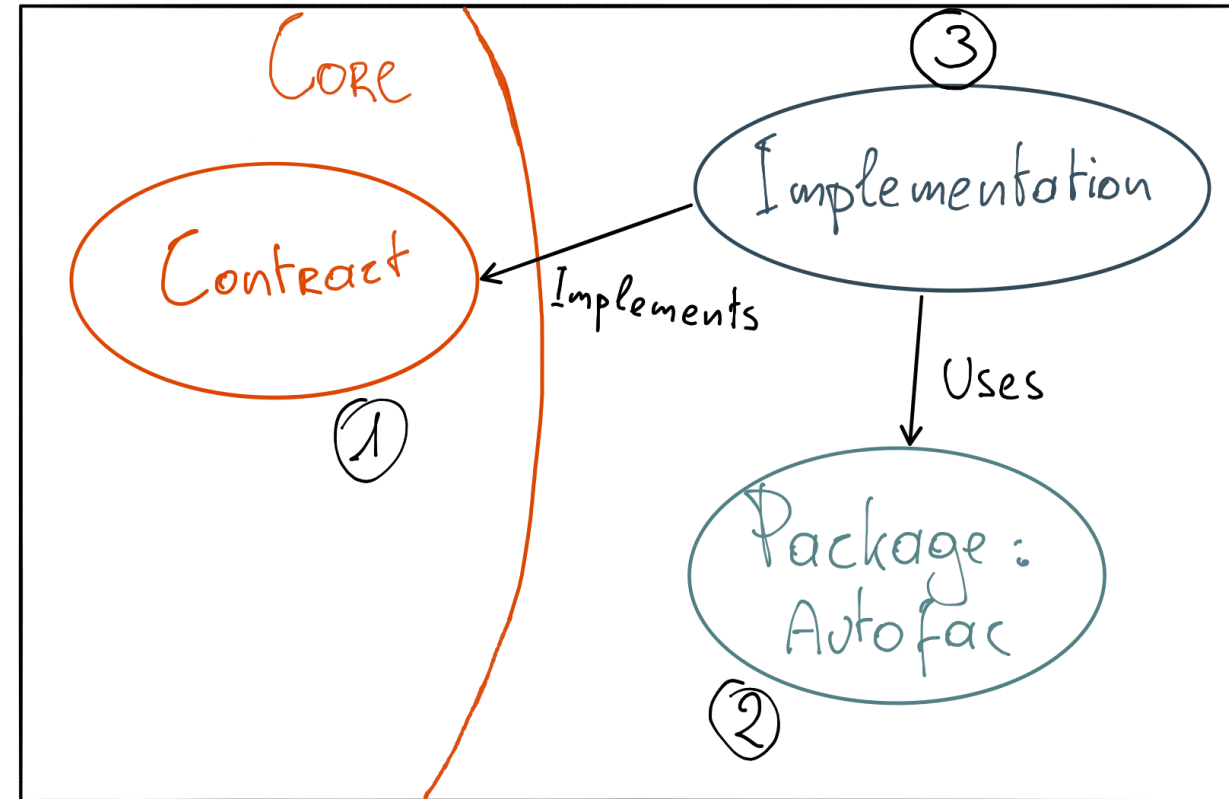 Core
3
Implementation
Contract
Implements
1
Uses
Package:
Autofac
2